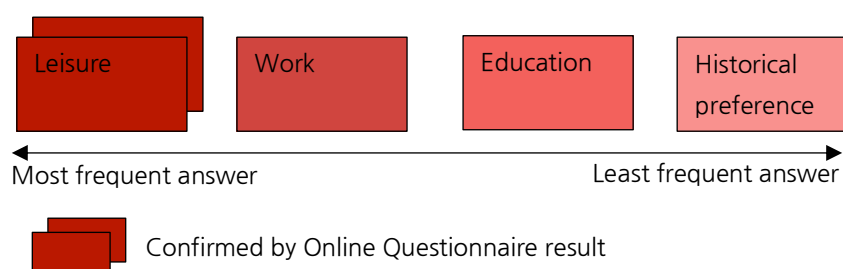 Leisure
Work
Education
Historical
preference
Most frequent answer
Least frequent answer
Confirmed by Online Questionnaire result